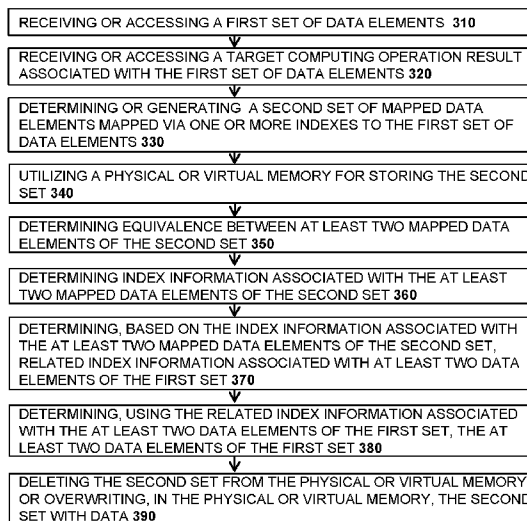 RECEIVING OR ACCESSING A FIRST SET OF DATA ELEMENTS 310
RECEIVING OR ACCESSING A TARGET COMPUTING OPERATION RESULT
ASSOCIATED WITH THE FIRST SET OF DATA ELEMENTS 320
DETERMINING OR GENERATING A SECOND SET OF MAPPED DATA
ELEMENTS MAPPED VIA ONE OR MORE INDEXES TO THE FIRST SET OF
DATA ELEMENTS 330
UTILIZING A PHYSICAL OR VIRTUAL MEMORY FOR STORING THE SECOND
SET 340
DETERMINING EQUIVALENCE BETWEEN AT LEAST TWO MAPPED DATA
ELEMENTS OF THE SECOND SET 350
DETERMINING INDEX INFORMATION ASSOCIATED WITH THE AT LEAST
TWO MAPPED DATA ELEMENTS OF THE SECOND SET 360
DETERMINING, BASED ON THE INDEX INFORMATION ASSOCIATED WITH
THE AT LEAST TWO MAPPED DATA ELEMENTS OF THE SECOND SET,
RELATED INDEX INFORMATION ASSOCIATED WITH AT LEAST TWO DATA
ELEMENTS OF THE FIRST SET 370
DETERMINING, USING THE RELATED INDEX INFORMATION ASSOCIATED
WITH THE AT LEAST TWO DATA ELEMENTS OF THE FIRST SET, THE AT
LEAST TWO DATA ELEMENTS OF THE FIRST SET 380
DELETING THE SECOND SET FROM THE PHYSICAL OR VIRTUAL MEMORY
OR OVERWRITING, IN THE PHYSICAL OR VIRTUAL MEMORY, THE SECOND
SET WITH DATA 390